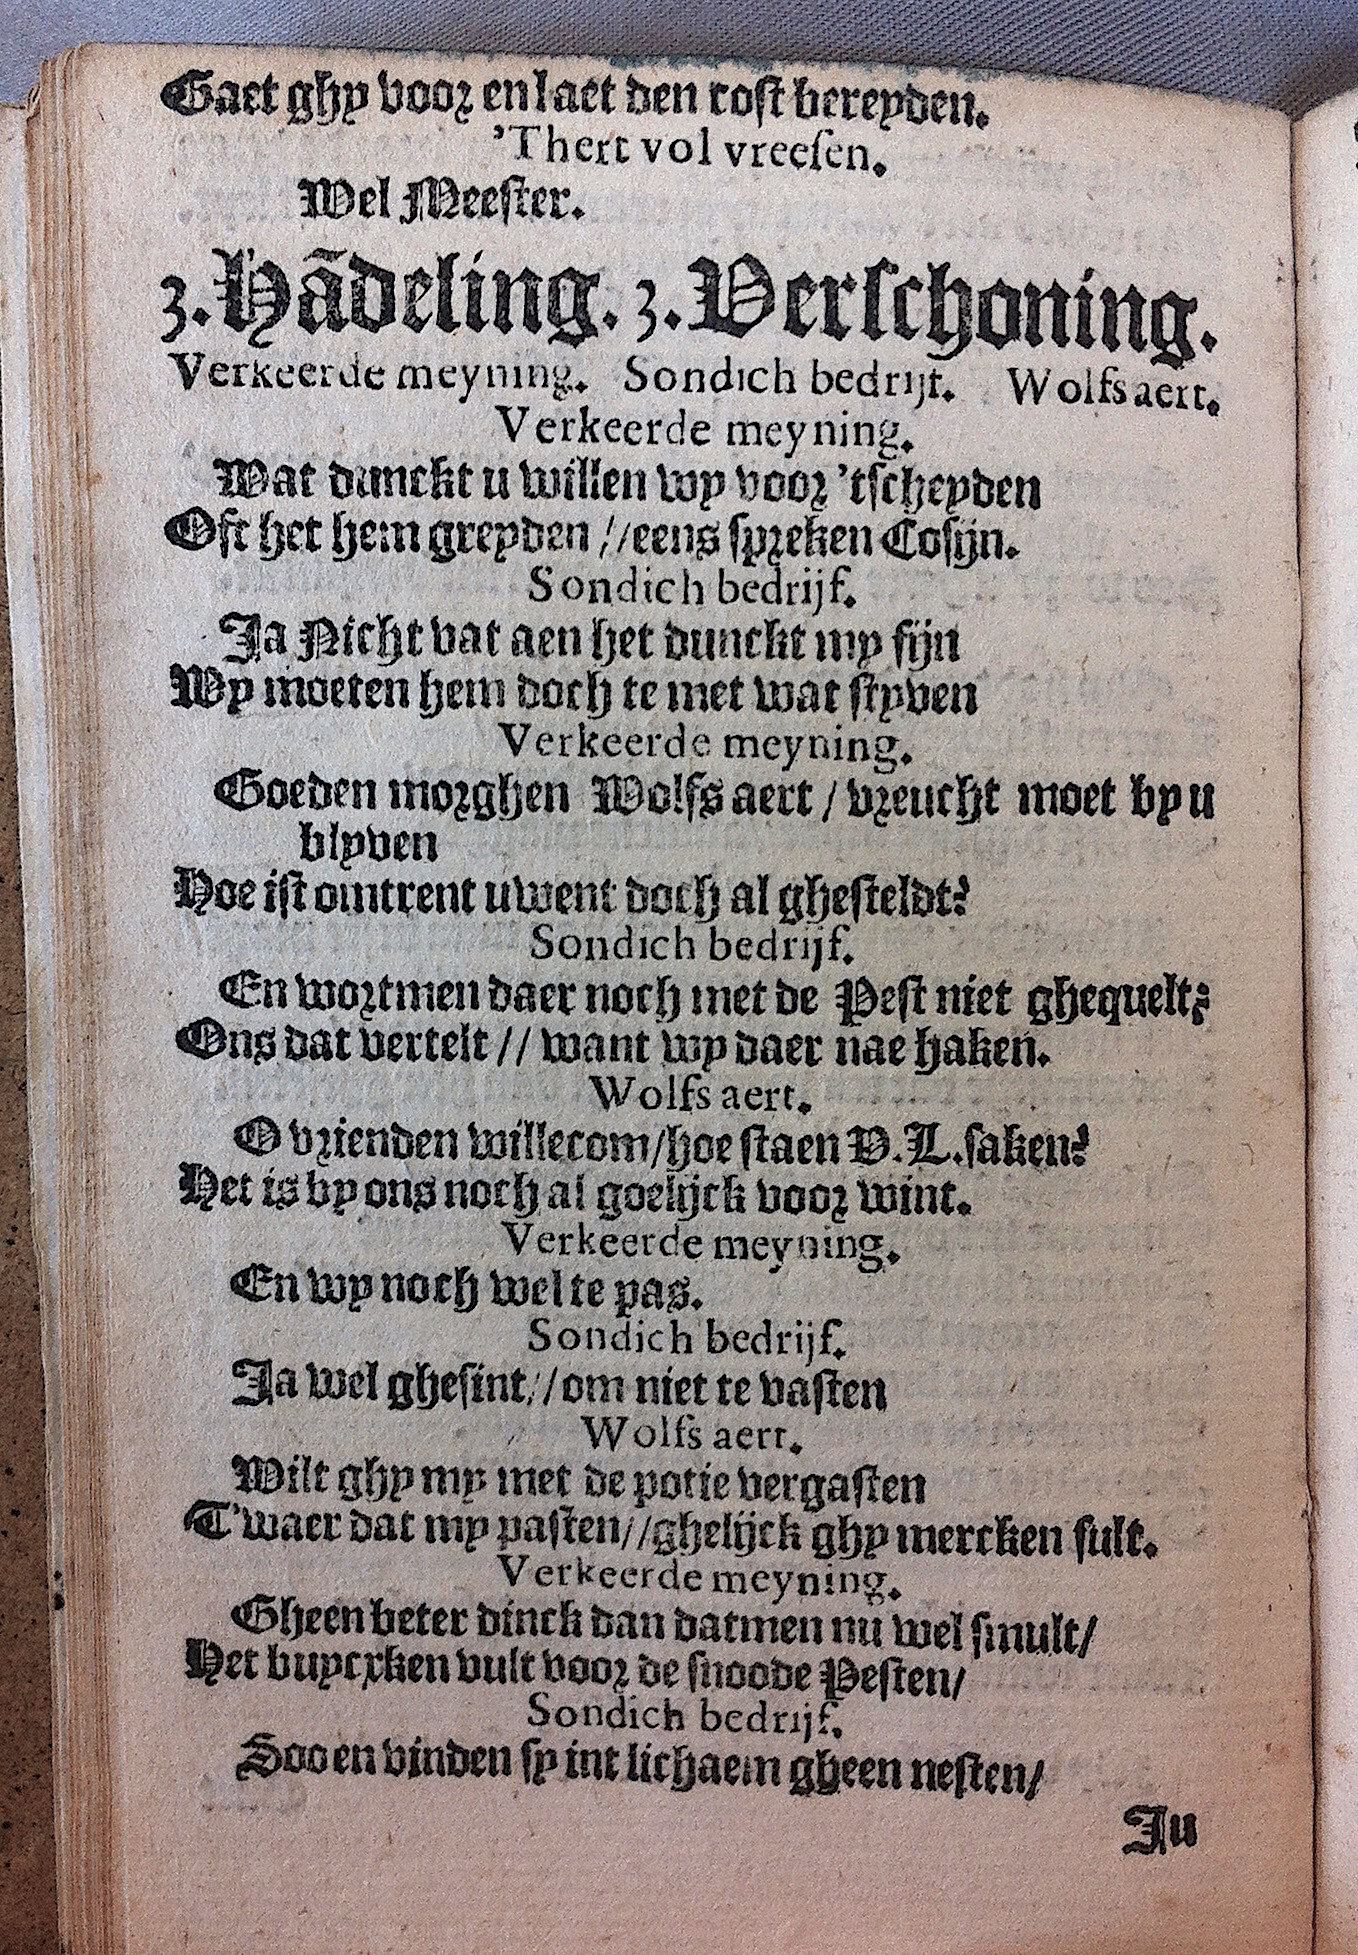 Gaet ghy voor en laet den cost bereyden.
'Thert vol vreesen.
Wel Meester.
3. Hādeling. 3. Verschoning.
Verkeerde meyning. Sondich bedrijf. Wolfs aert.
Verkeerde meyning.
Wat dunckt u willen wy voor 'tscheyden
Oft het hem greyden // eens spreken Cosijn.
Sondich bedrijf.
Ja Nicht vat aen het dunckt my fijn
Wy moeten hem doch te met wat styven
Verkeerde meyning.
Goeden morghen Wolfs aert / vreucht moet by u
blyven
Hoe ist omtrent uwent doch al ghesteldt?
Sondich bedrijf.
En wortmen daer noch met de Pest niet ghequelt?
Ons dat vertelt // want wy daer nae haken.
Wolfs aert.
O vrienden willecom / hoe staen V.L. saken?
Het is by ons noch al goelijck voor wint.
Verkeerde meyning.
En wy noch wel te pas.
Sondich bedrijf.
Ja wel ghesint // om niet te vasten
Wolfs aert.
Wilt ghy my met de potie vergasten
T'waer dat my pasten // ghelijck ghy mercken sult.
Verkeerde meyning.
Gheen beter dinck dan datmen nu wel smult /
Het buycxken vult voor de snoode Pesten /
Sondich bedrijf.
Soo en vinden sy int lichaem gheen nesten /
Ju